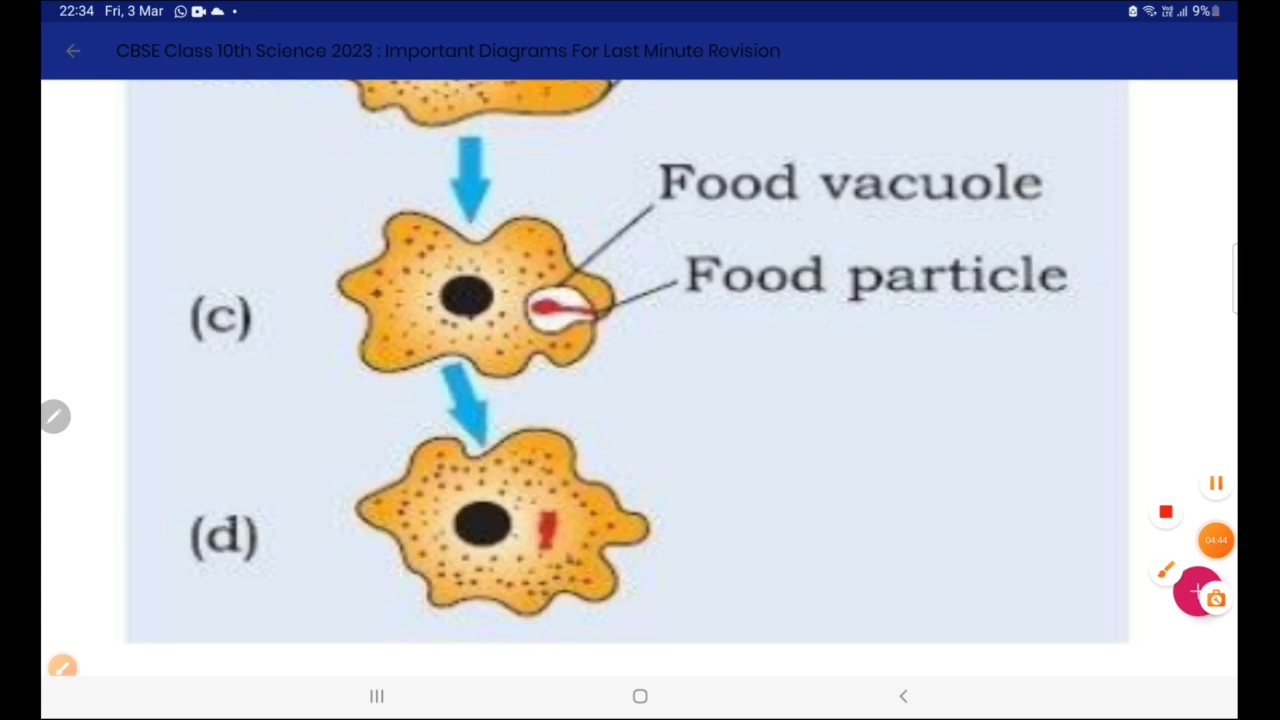 22:34 Fri, 3 Mar
9%
CBSE Class 10th Science 2023 : Important Diagrams For Last Minute Revision
Food vacuole
Food particle
(c)
(d)
04:44